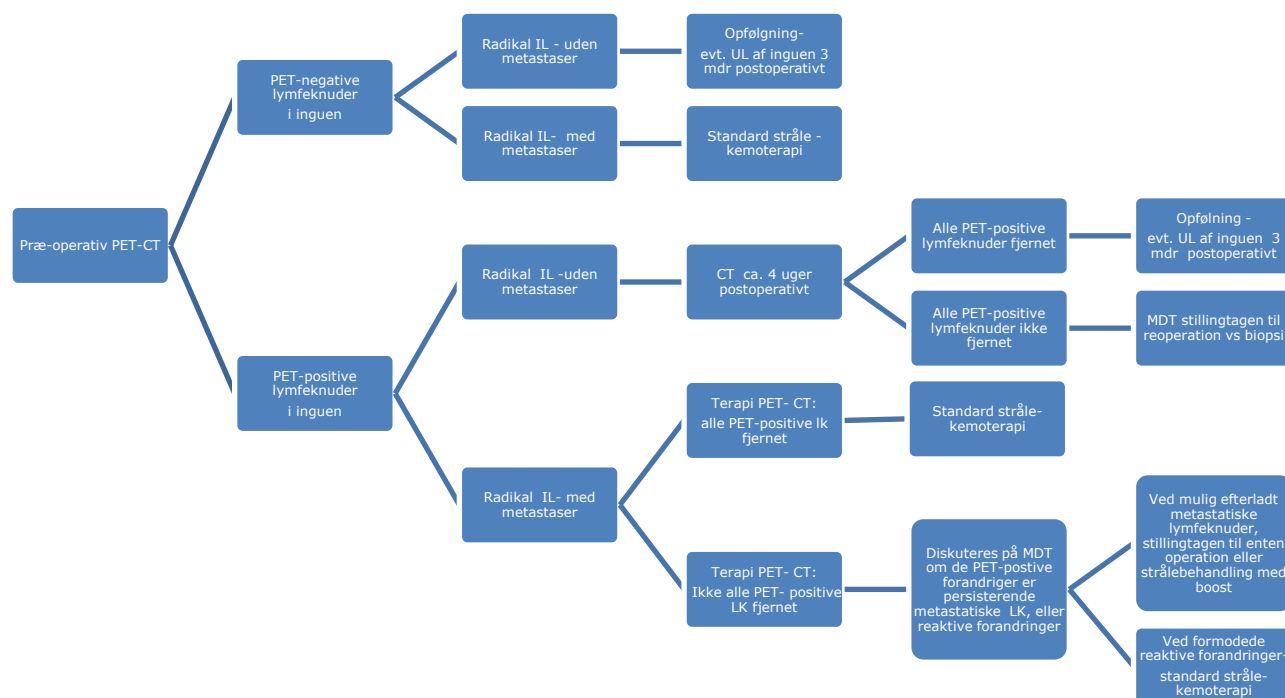 Præ-operativ PET-CT
PET-negative
lymfeknuder
i inguen
Radikal IL - uden
metastaser
Opfølgning-
evt. UL af inguen 3
mdr postoperativt
Radikal IL- med
metastaser
Standard stråle -
kemoterapi
PET-positive
lymfeknuder
i inguen
Radikal IL -uden
metastaser
CT ca. 4 uger
postoperativt
Alle PET-positive
lymfeknuder fjernet
Opfølning -
evt. UL af inguen 3
mdr postoperativt
Alle PET-positive
lymfeknuder ikke
fjernet
MDT stillingtagen til
reoperation vs biopsi
Radikal IL- med
metastaser
Terapi PET- CT:
alle PET-positive lk
fjernet
Standard stråle-
kemoterapi
Terapi PET- CT:
Ikke alle PET- positive
LK fjernet
Diskuteres på MDT
om de PET-postive
forandriger er
persisterende
metastatiske LK, eller
reaktive forandringer
Ved mulig efterladt
metastatiske
lymfeknuder,
stillingtagen til enten
operation eller
strålebehandling med
boost
Ved formodede
reaktive forandringer-
standard stråle-
kemoterapi